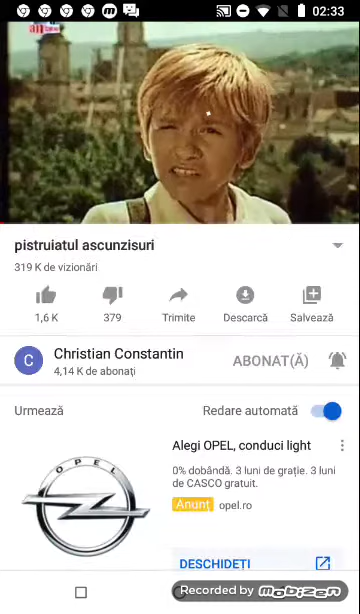 02:33
pistruiatul ascunzisuri
319 K de vizionări
1,6 K
379
Trimite
Descarcă
Salvează
C
Christian Constantin
4,14 K de abonați
ABONAT(Ă)
Urmează
Redare automată
OPEL
Alegi OPEL, conduci light
0% dobândă. 3 luni de grație. 3 luni
de CASCO gratuit.
Anunț opel.ro
DESCHIDEȚI
Recorded by mobizen